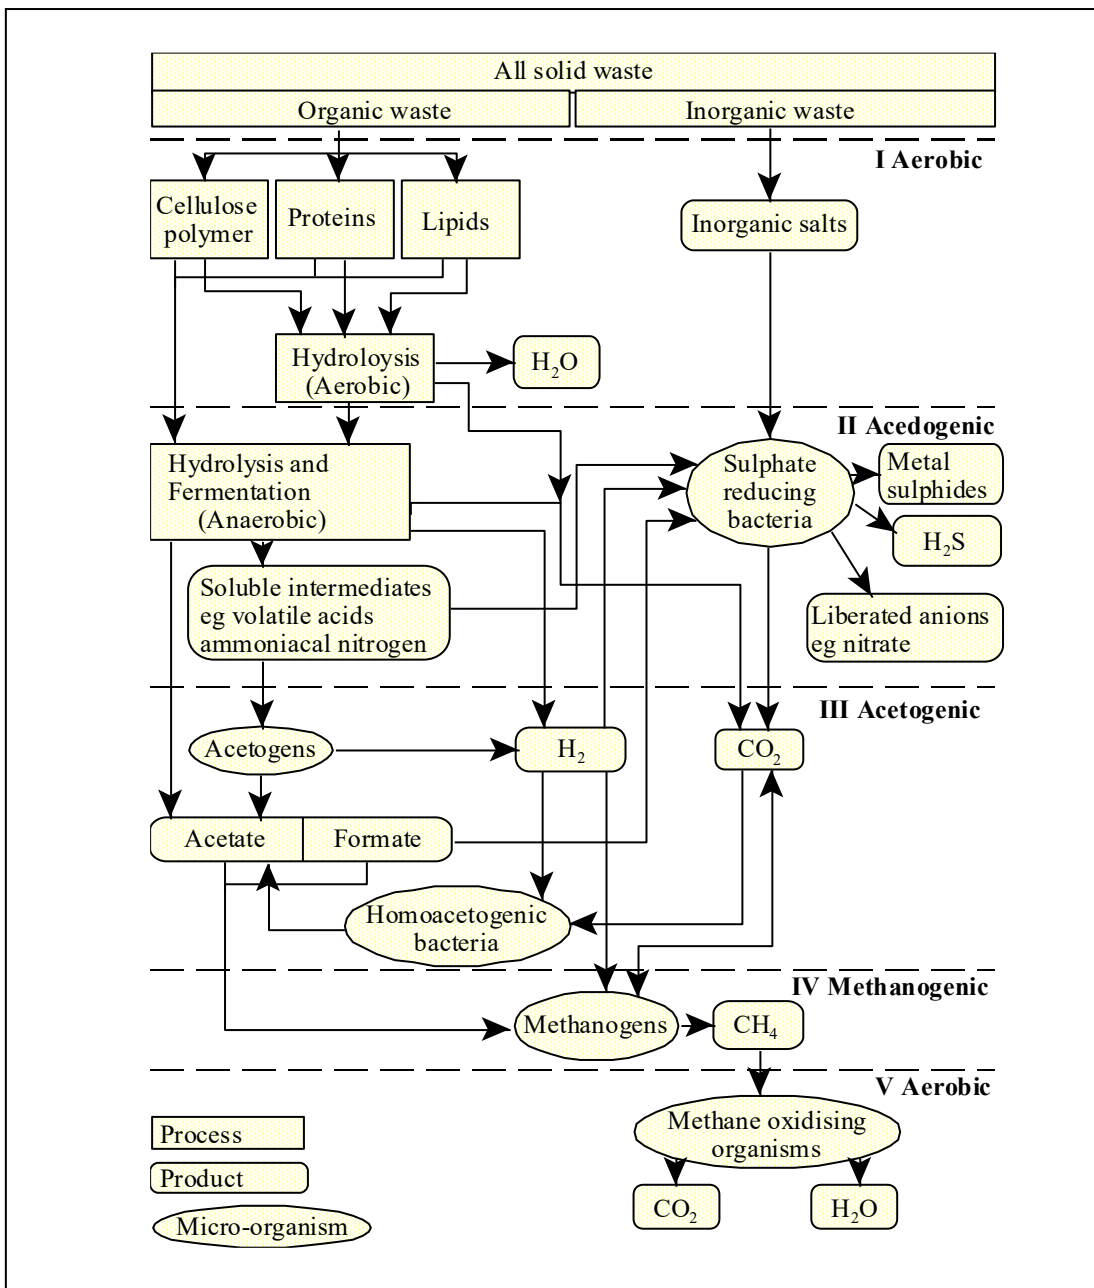 All solid waste
Organic waste
Inorganic waste
I Aerobic
Cellulose
polymer
Proteins
Lipids
Inorganic salts
Hydroloysis
(Aerobic)
H₂O
II Acedogenic
Hydrolysis and
Fermentation
(Anaerobic)
Sulphate
reducing
bacteria
Metal
sulphides
H₂S
Soluble intermediates
eg volatile acids
ammoniacal nitrogen
Liberated anions
eg nitrate
III Acetogenic
Acetogens
H₂
CO₂
Acetate
Formate
Homoacetogenic
bacteria
IV Methanogenic
Methanogens
CH₄
V Aerobic
Methane oxidising
organisms
CO₂
H₂O
Process
Product
Micro-organism